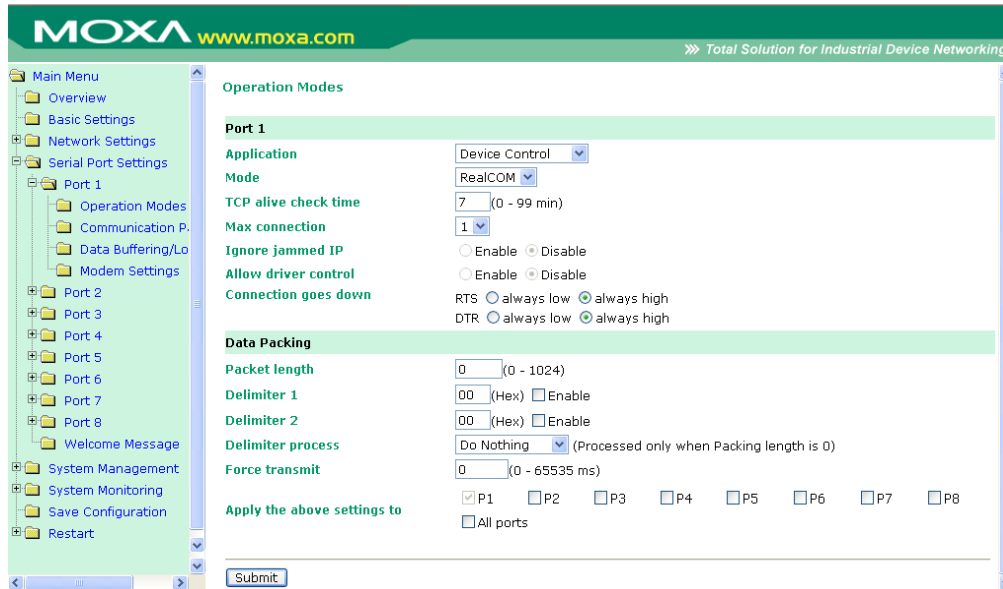 MOXA www.moxa.com
Total Solution for Industrial Device Networking
Main Menu
Overview
Basic Settings
Network Settings
Serial Port Settings
Port 1
Operation Modes
Communication P
Data Buffering/Lo
Modem Settings
Port 2
Port 3
Port 4
Port 5
Port 6
Port 7
Port 8
Welcome Message
System Management
System Monitoring
Save Configuration
Restart
Operation Modes
Port 1
Application Device Control
Mode RealCOM
TCP alive check time 7 (0 - 99 min)
Max connection 1
Ignore jammed IP Enable Disable
Allow driver control Enable Disable
Connection goes down RTS always low always high
DTR always low always high
Data Packing
Packet length 0 (0 - 1024)
Delimiter 1 00 (Hex) Enable
Delimiter 2 00 (Hex) Enable
Delimiter process Do Nothing (Processed only when Packing length is 0)
Force transmit 0 (0 - 65535 ms)
Apply the above settings to P1 P2 P3 P4 P5 P6 P7 P8
All ports
Submit